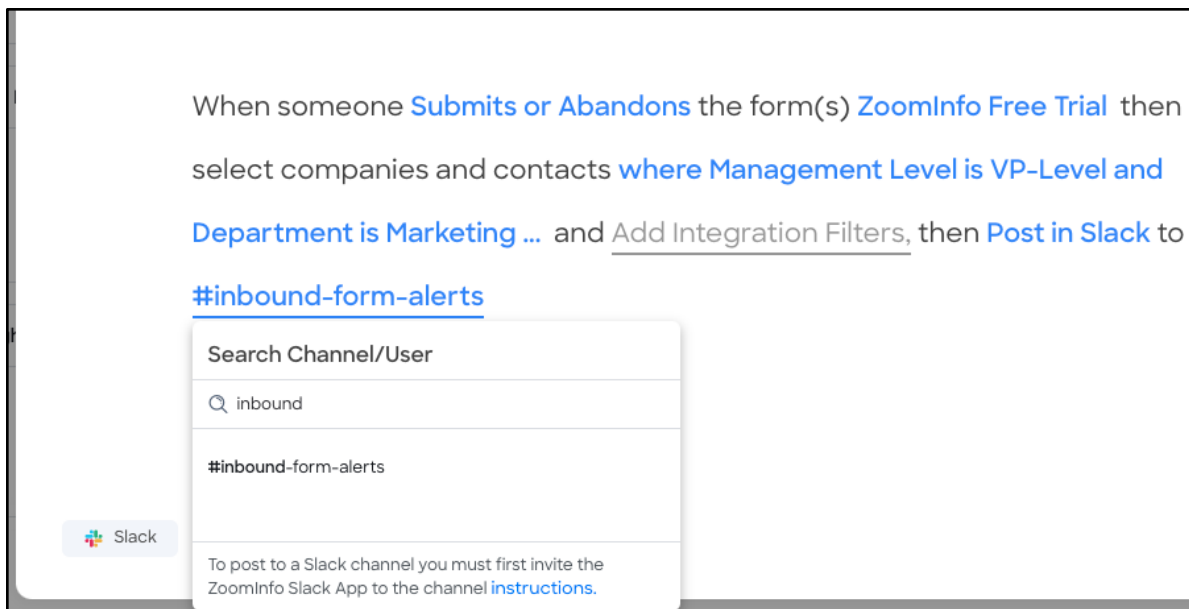 When someone Submits or Abandons the form(s) ZoomInfo Free Trial then
select companies and contacts where Management Level is VP-Level and
Department is Marketing ... and Add Integration Filters, then Post in Slack to
#inbound-form-alerts
Search Channel/User
inbound
#inbound-form-alerts
Slack
To post to a Slack channel you must first invite the
ZoomInfo Slack App to the channel instructions.